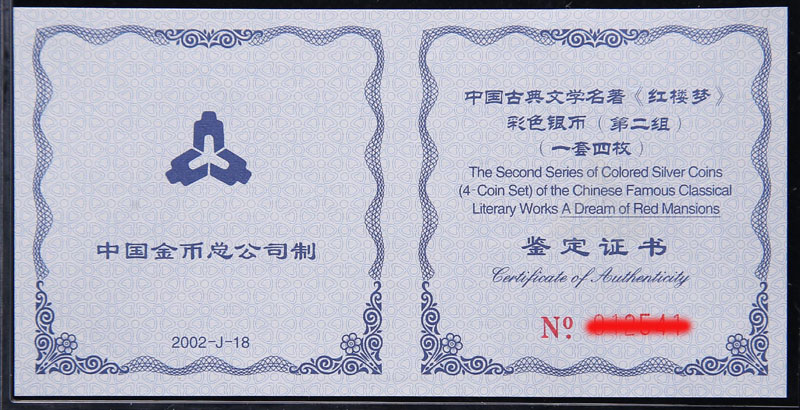 中国金币总公司制
2002-J-18
中国古典文学名著《红楼梦》
彩色银币（第二组）
（一套四枚）
The Second Series of Colored Silver Coins
(4-Coin Set) of the Chinese Famous Classical
Literary Works A Dream of Red Mansions
鉴定证书
Certificate of Authenticity
Nº.